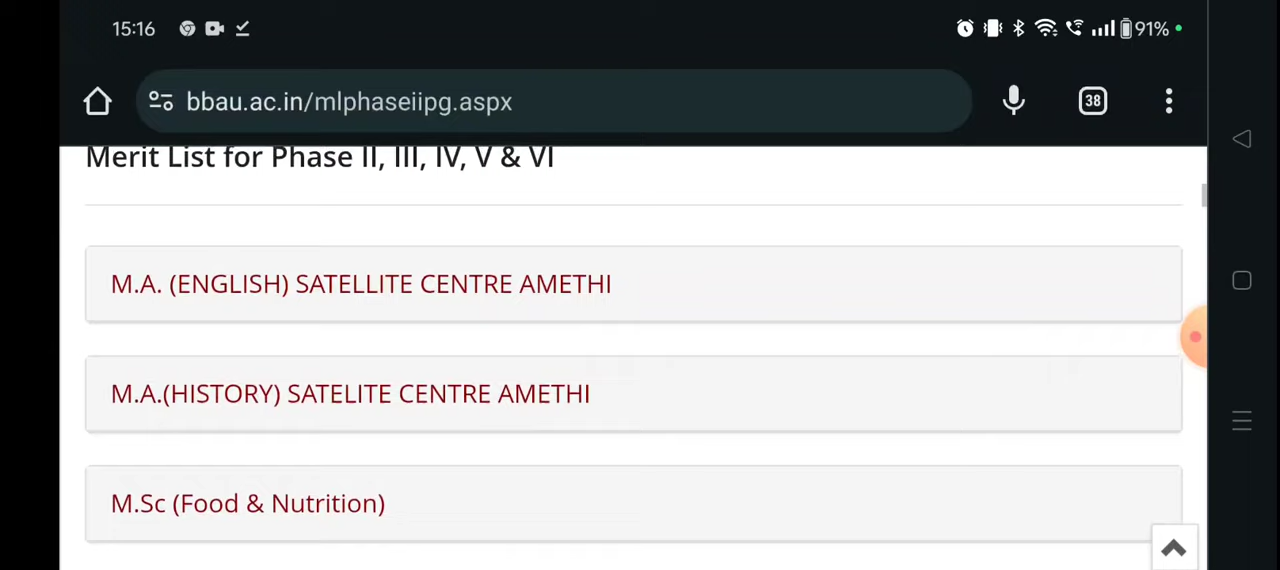 15:16
91%
bbau.ac.in/mlphaseiipg.aspx
38
Merit List for Phase II, III, IV, V & VI
M.A. (ENGLISH) SATELLITE CENTRE AMETHI
M.A.(HISTORY) SATELITE CENTRE AMETHI
M.Sc (Food & Nutrition)